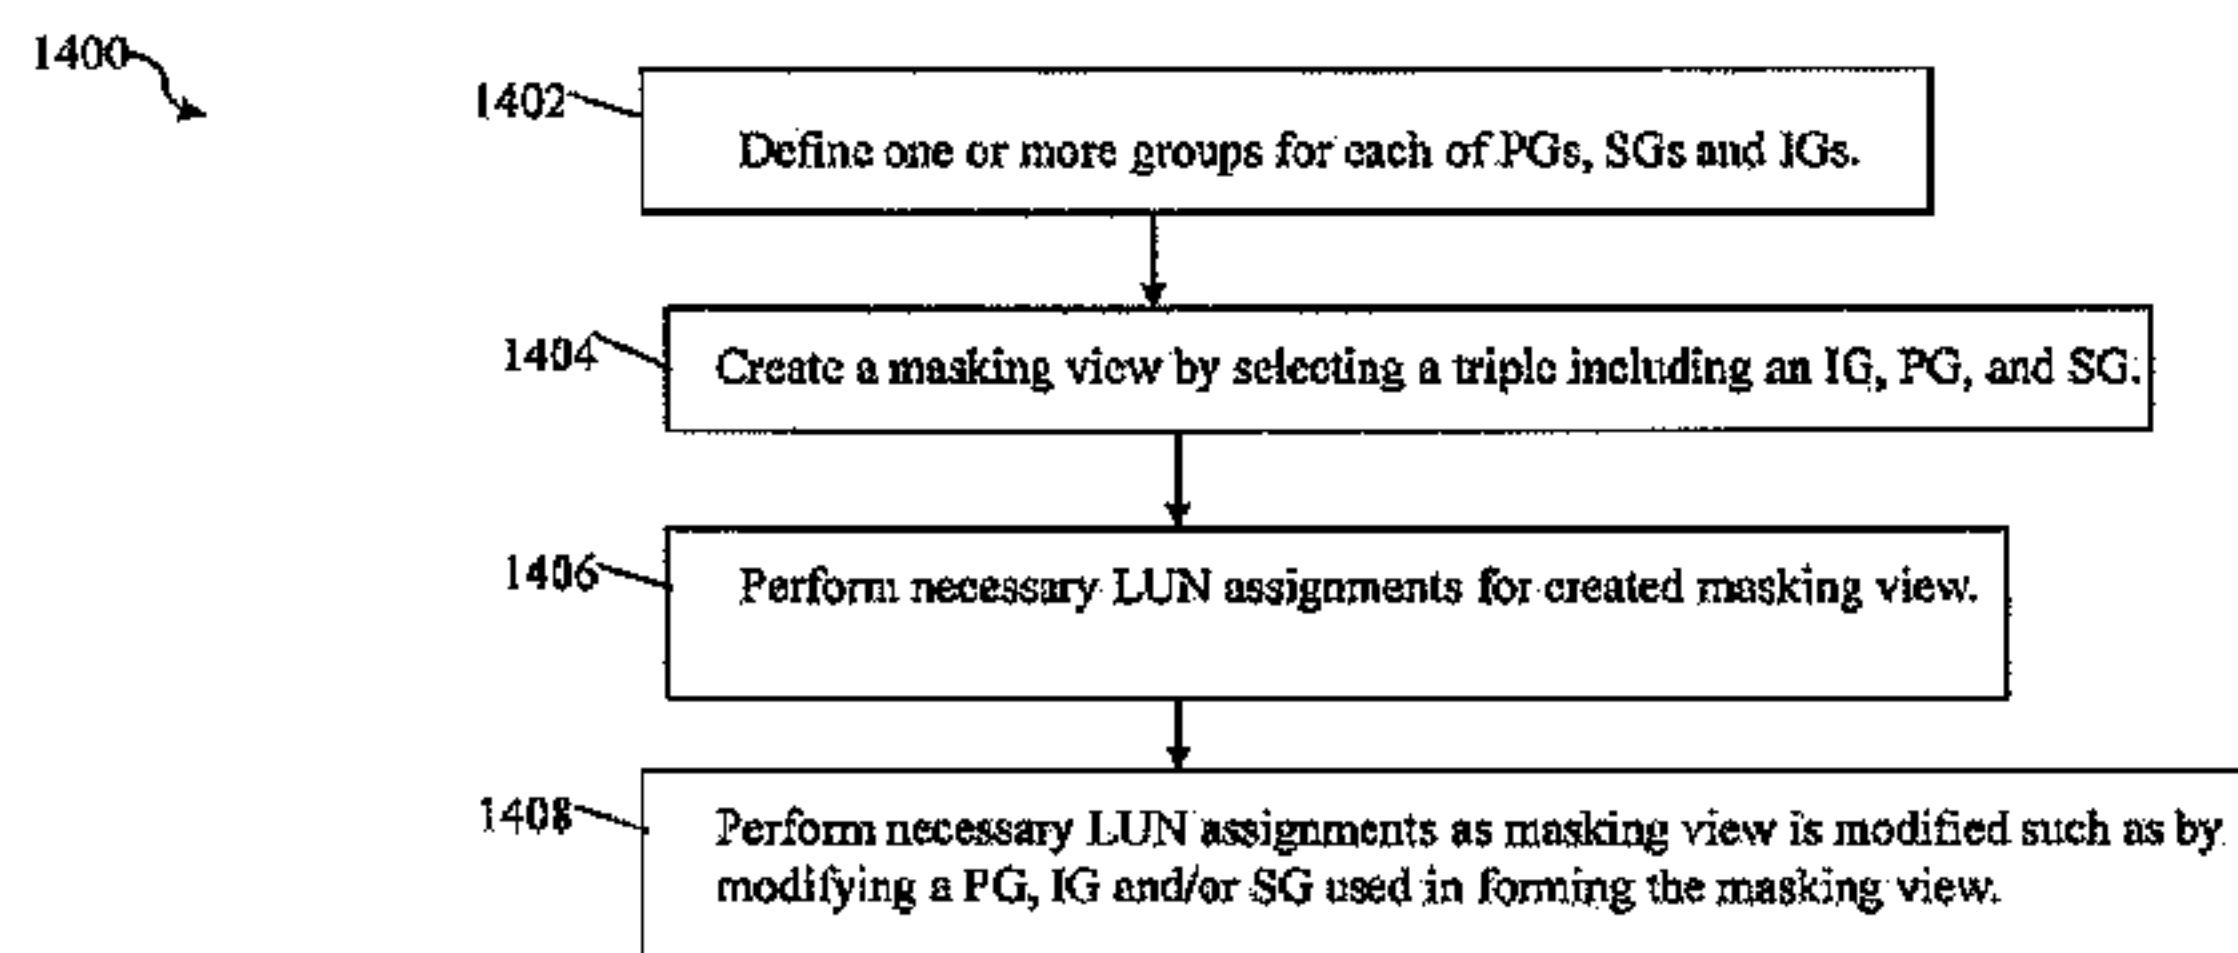 1400
1402
Define one or more groups for each of PGs, SGs and IGs.
1404
Create a masking view by selecting a triple including an IG, PG, and SG.
1406
Perform necessary LUN assignments for created masking view.
1408
Perform necessary LUN assignments as masking view is modified such as by
modifying a PG, IG and/or SG used in forming the masking view.